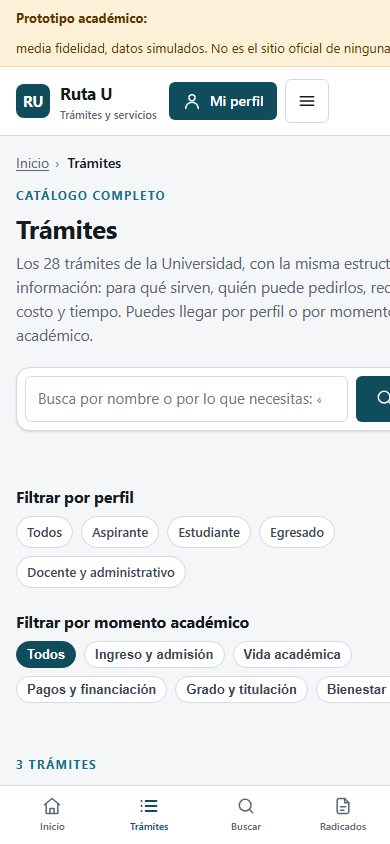 Prototipo académico:
media fidelidad, datos simulados. No es el sitio oficial de ninguna
RU
Ruta U
Trámites y servicios
Mi perfil
Inicio › Trámites
CATÁLOGO COMPLETO
Trámites
Los 28 trámites de la Universidad, con la misma
información: para qué sirven, quién puede pedirlos,
costo y tiempo. Puedes llegar por perfil o por
académico.
Busca por nombre o por lo que necesitas: ‹
Filtrar por perfil
Todos
Aspirante
Estudiante
Egresado
Docente y administrativo
Filtrar por momento académico
Todos
Ingreso y admisión
Vida académica
Pagos y financiación
Grado y titulación
Bienestar
3 TRÁMITES
Inicio
Trámites
Buscar
Radicados